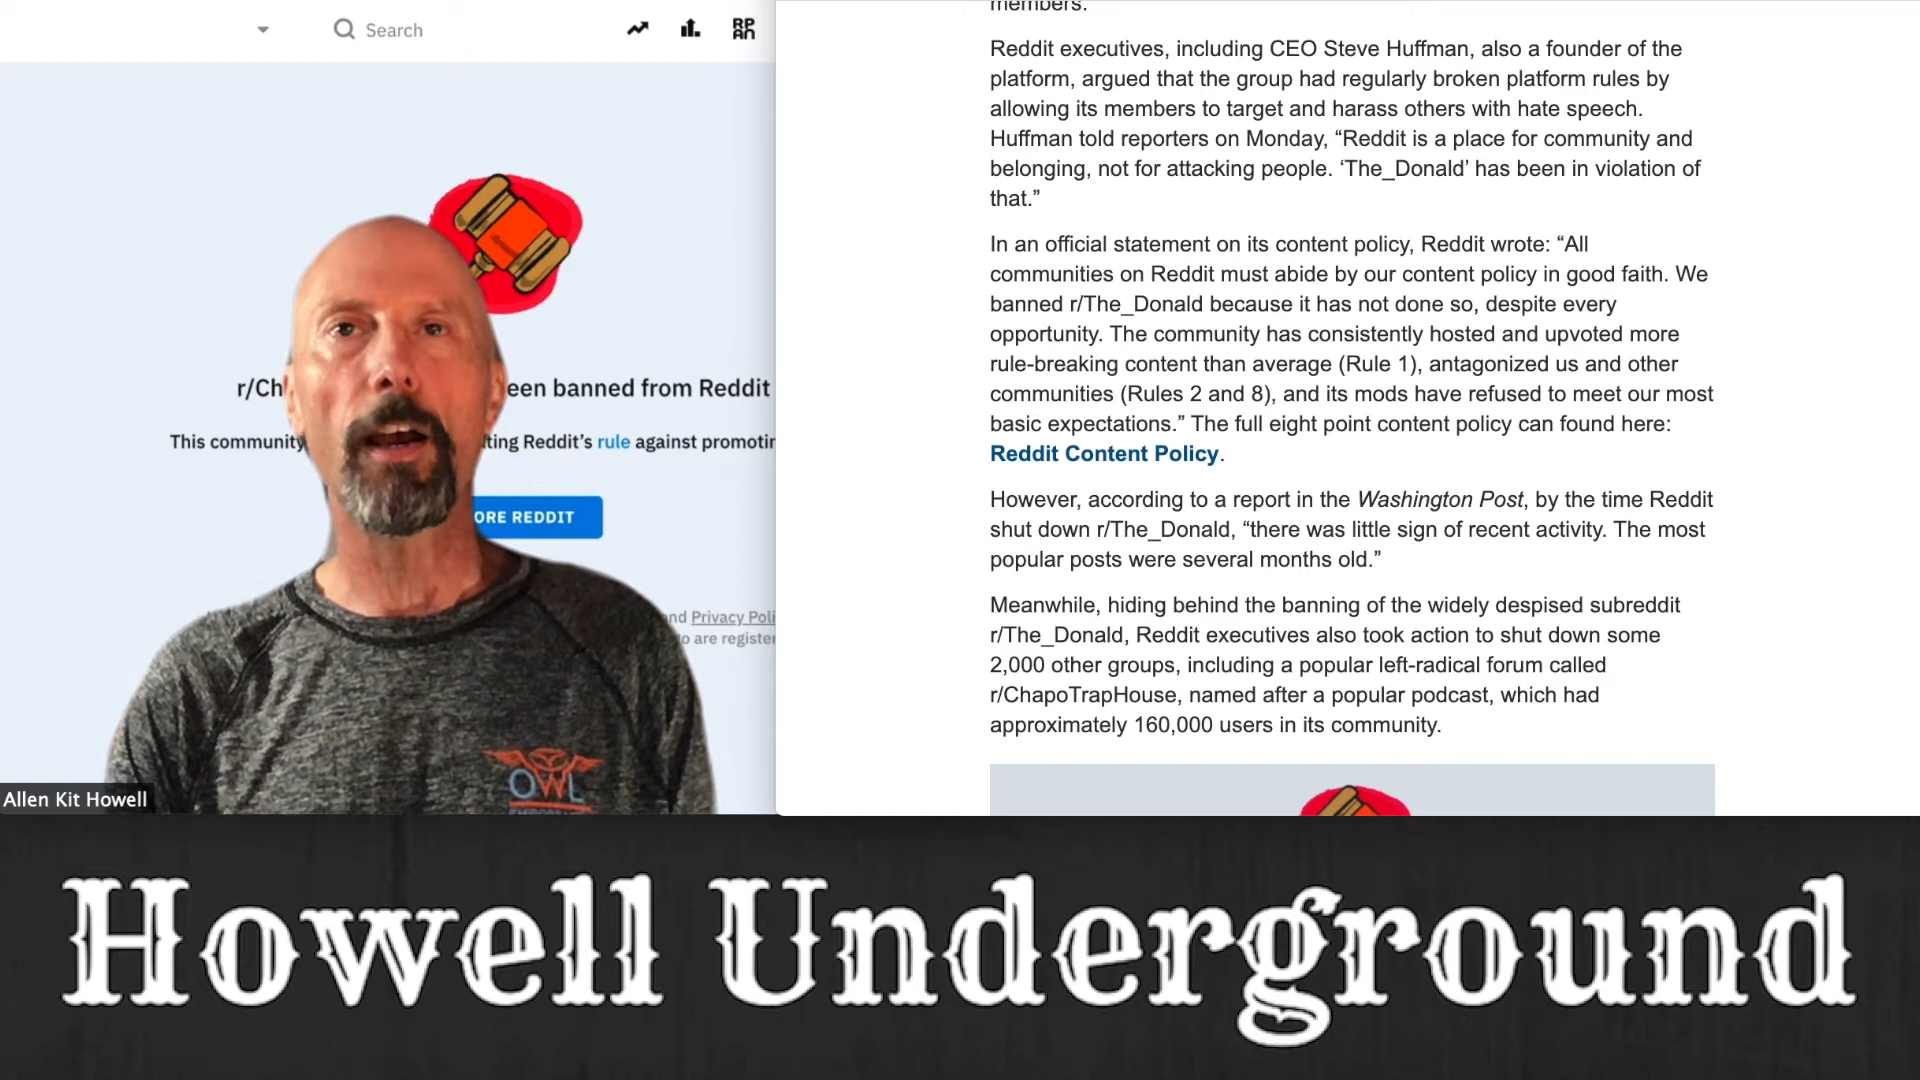 Search
RPAN
r/Ch
een banned from Reddit
This community
ting Reddit’s rule against promotin
ORE REDDIT
nd Privacy Poli
go are register
OWL
Allen Kit Howell
members.
Reddit executives, including CEO Steve Huffman, also a founder of the
platform, argued that the group had regularly broken platform rules by
allowing its members to target and harass others with hate speech.
Huffman told reporters on Monday, “Reddit is a place for community and
belonging, not for attacking people. ‘The_Donald’ has been in violation of
that.”
In an official statement on its content policy, Reddit wrote: “All
communities on Reddit must abide by our content policy in good faith. We
banned r/The_Donald because it has not done so, despite every
opportunity. The community has consistently hosted and upvoted more
rule-breaking content than average (Rule 1), antagonized us and other
communities (Rules 2 and 8), and its mods have refused to meet our most
basic expectations.” The full eight point content policy can found here:
Reddit Content Policy.
However, according to a report in the Washington Post, by the time Reddit
shut down r/The_Donald, “there was little sign of recent activity. The most
popular posts were several months old.”
Meanwhile, hiding behind the banning of the widely despised subreddit
r/The_Donald, Reddit executives also took action to shut down some
2,000 other groups, including a popular left-radical forum called
r/ChapoTrapHouse, named after a popular podcast, which had
approximately 160,000 users in its community.
Howell Underground